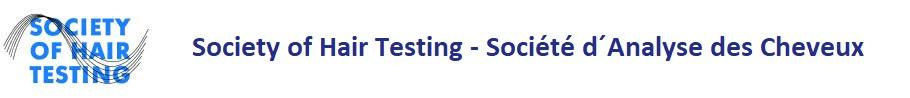 SOCIETY
OF HAIR
TESTING
Society of Hair Testing - Société d´Analyse des Cheveux